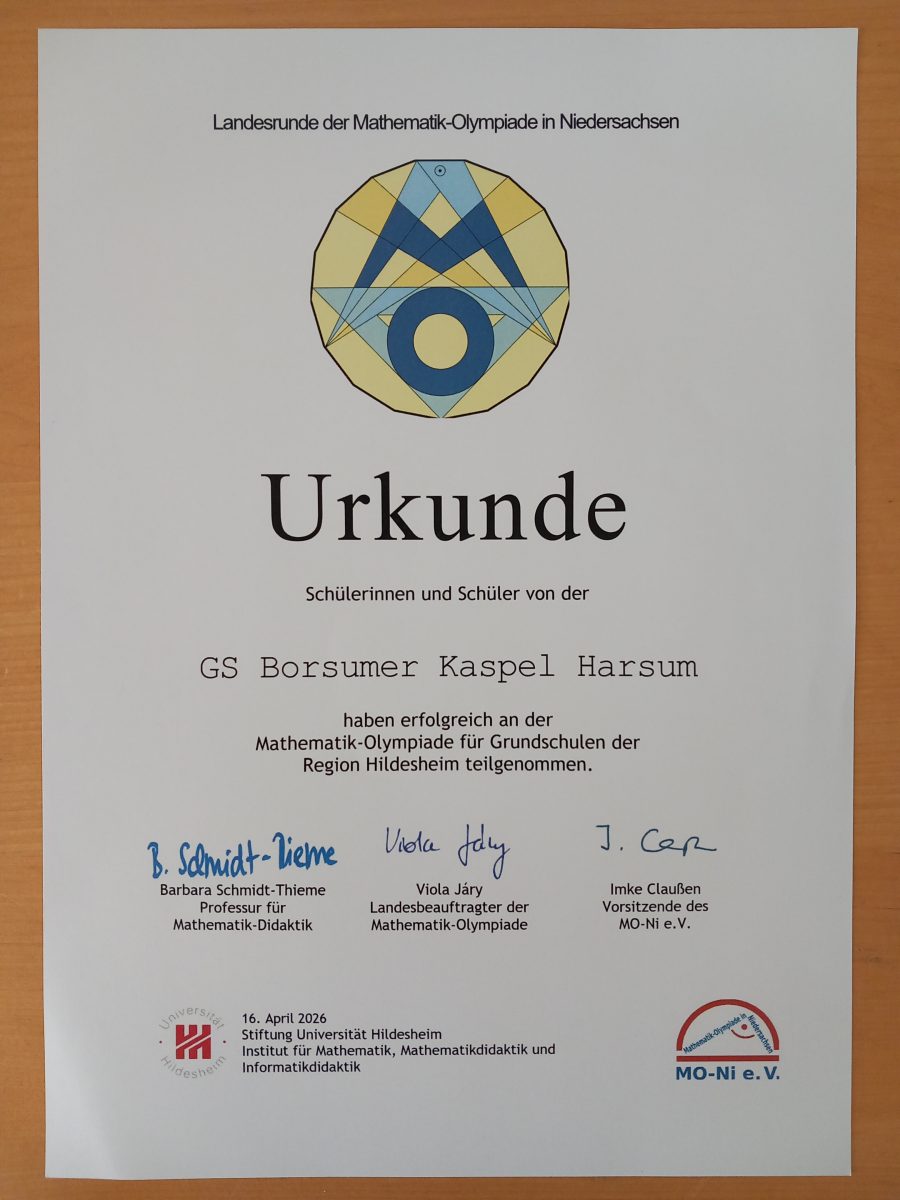 Landesrunde der Mathematik-Olympiade in Niedersachsen
Urkunde
Schülerinnen und Schüler von der
GS Borsumer Kaspel Harsum
haben erfolgreich an der
Mathematik-Olympiade für Grundschulen der
Region Hildesheim teilgenommen.
B. Schmidt-Thieme
Barbara Schmidt-Thieme
Professur für
Mathematik-Didaktik
Viola Járy
Viola Járy
Landesbeauftragter der
Mathematik-Olympiade
I.
Imke Claußen
Vorsitzende des
MO-Ni e.V.
Universität
Hildesheim
16. April 2026
Stiftung Universität Hildesheim
Institut für Mathematik, Mathematikdidaktik und
Informatikdidaktik
Mathematik-Olympiade in
Niedersachsen
MO-Ni e.V.